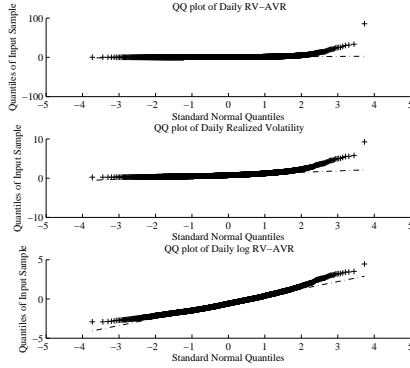 QQ plot of Daily RV−AVR
Quantiles of Input Sample
100
0
−100
−5 −4 −3 −2 −1 0 1 2 3 4 5
Standard Normal Quantiles
QQ plot of Daily Realized Volatility
Quantiles of Input Sample
10
0
−10
−5 −4 −3 −2 −1 0 1 2 3 4 5
Standard Normal Quantiles
QQ plot of Daily log RV−AVR
Quantiles of Input Sample
5
0
−5
−5 −4 −3 −2 −1 0 1 2 3 4 5
Standard Normal Quantiles